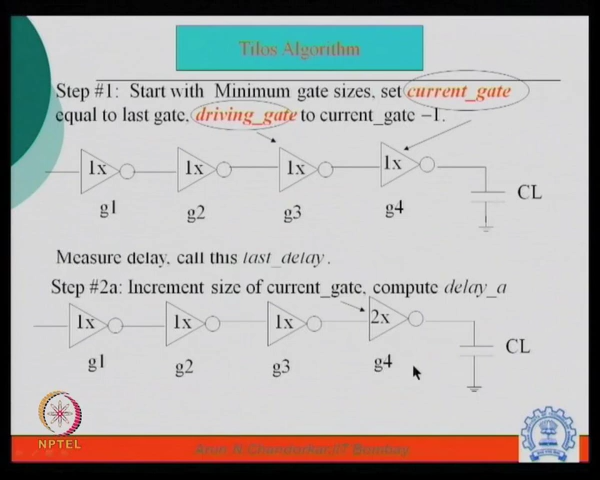 Tilos Algorithm
Step #1: Start with Minimum gate sizes, set current_gate
equal to last gate, driving_gate to current_gate –1.
1x 1x 1x 1x
CL
g1 g2 g3 g4
Measure delay, call this last_delay.
Step #2a: Increment size of current_gate, compute delay_a
1x 1x 1x 2x
CL
g1 g2 g3 g4
NPTEL
Arun N.Chandorkar,IIT Bombay